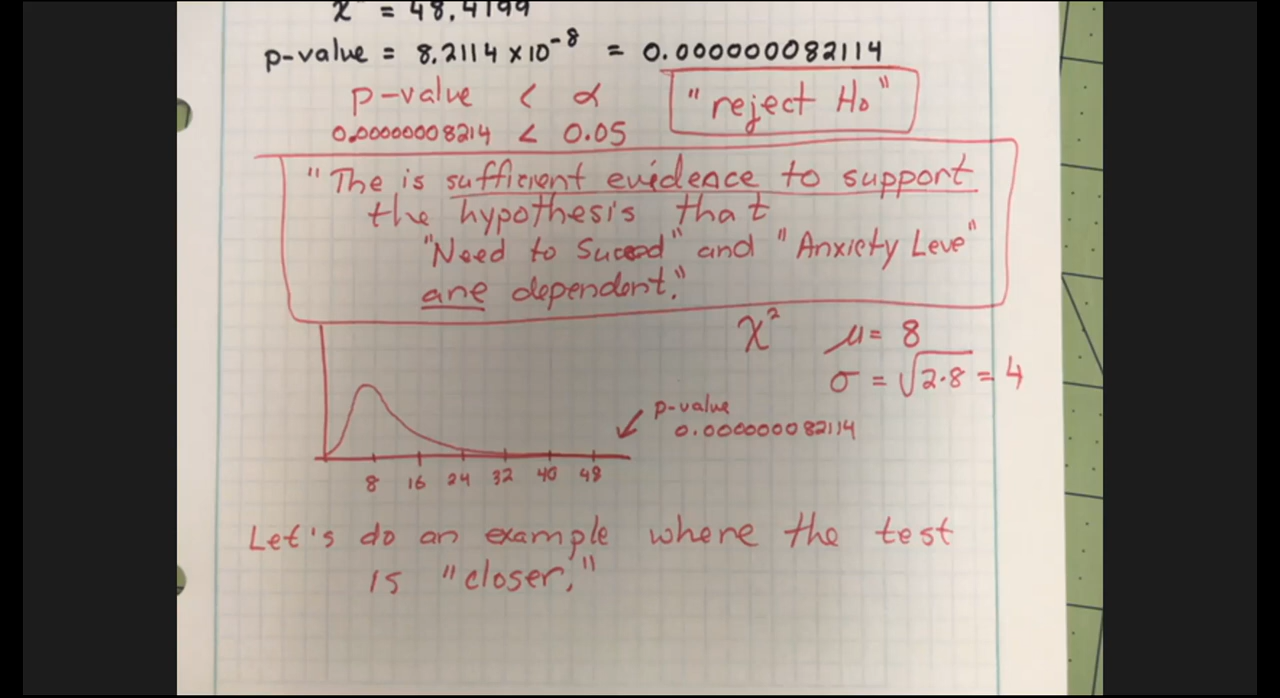 χ² = 48.4199
p-value = 8.2114 x 10⁻⁸ = 0.000000082114
p-value < α "reject H₀"
0.00000008214 < 0.05
"The is sufficient evidence to support
the hypothesis that
"Need to Succeed" and "Anxiety Leve"
are dependent."
χ² μ = 8
σ = √2·8 = 4
p-value
0.000000082114
8 16 24 32 40 48
Let's do an example where the test
is "closer."